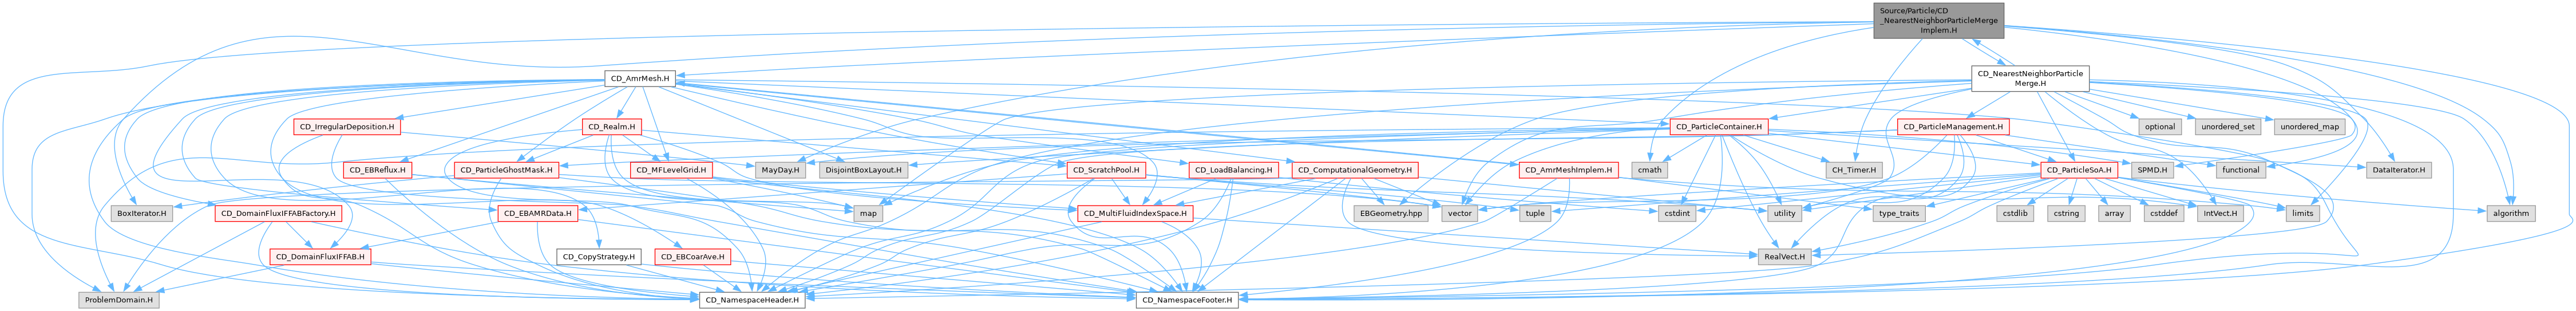 Source/Particle/CD
_NearestNeighborParticleMerge
Implem.H
CD_AmrMesh.H
CD_NearestNeighborParticle
Merge.H
CD_IrregularDeposition.H
CD_Realm.H
CD_ParticleContainer.H
CD_ParticleManagement.H
optional
unordered_set
unordered_map
CD_EBReflux.H
CD_ParticleGhostMask.H
CD_MFLevelGrid.H
MayDay.H
DisjointBoxLayout.H
CD_ScratchPool.H
CD_LoadBalancing.H
CD_ComputationalGeometry.H
CD_AmrMeshImplem.H
cmath
CH_Timer.H
CD_ParticleSoA.H
SPMD.H
functional
DataIterator.H
BoxIterator.H
CD_DomainFluxIFFABFactory.H
CD_EBAMRData.H
map
CD_MultiFluidIndexSpace.H
EBGeometry.hpp
vector
tuple
cstdint
utility
type_traits
cstdlib
cstring
array
cstddef
IntVect.H
limits
algorithm
CD_DomainFluxIFFAB.H
CD_CopyStrategy.H
CD_EBCoarAve.H
RealVect.H
ProblemDomain.H
CD_NamespaceHeader.H
CD_NamespaceFooter.H